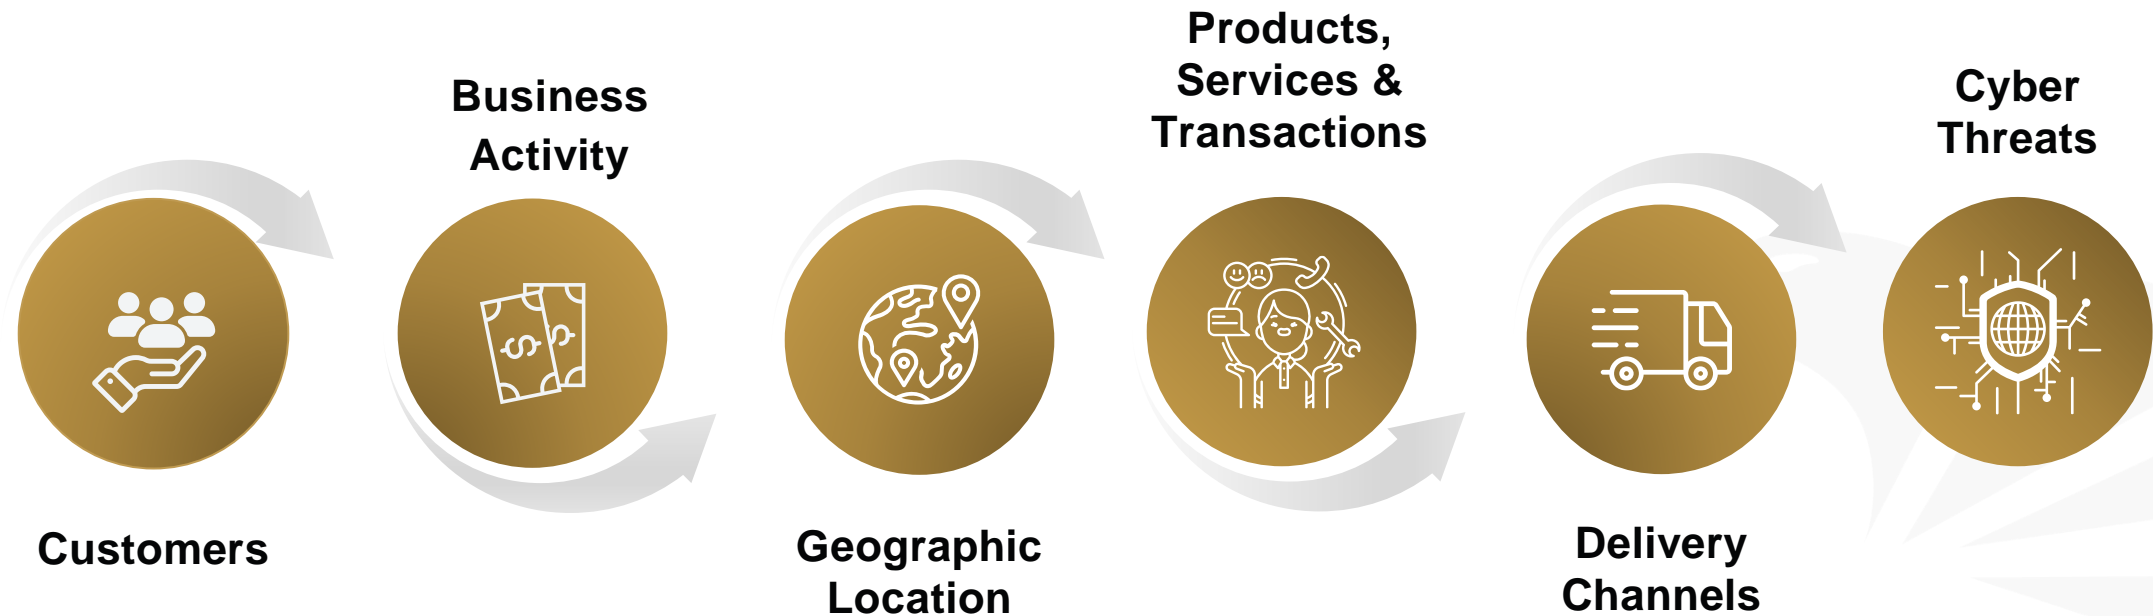 Customers
Business
Activity
Geographic
Location
Products,
Services &
Transactions
Delivery
Channels
Cyber
Threats